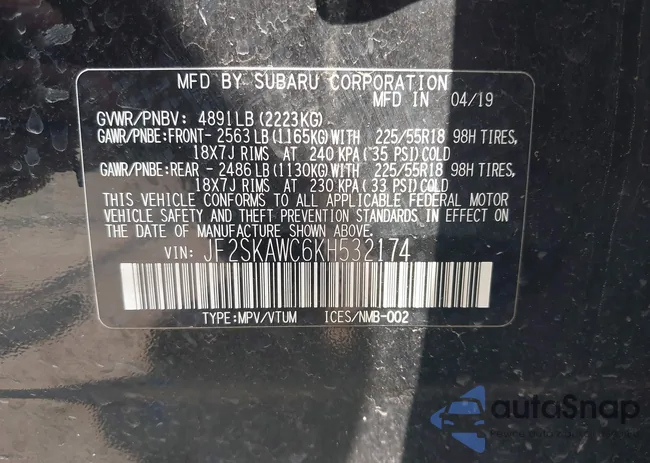 MFD BY SUBARU CORPORATION
MFD IN 04/19
GVWR/PNBV: 4891LB (2223KG)
GAWR/PNBE:FRONT- 2563LB (1165KG) WITH 225/55R18 98H TIRES,
18X7J RIMS AT 240 KPA( 35 PSI) COLD
GAWR/PNBE:REAR - 2486LB (1130KG) WITH 225/55R18 98H TIRES,
18X7J RIMS AT 230 KPA( 33 PSI) COLD
THIS VEHICLE CONFORMS TO ALL APPLICABLE FEDERAL MOTOR
VEHICLE SAFETY AND THEFT PREVENTION STANDARDS IN EFFECT ON
THE DATE OF MANUFACTURE SHOWN ABOVE.
VIN: JF2SKAWC6KH532174
TYPE:MPV/VTUM ICES/NMB-002
autoSnap